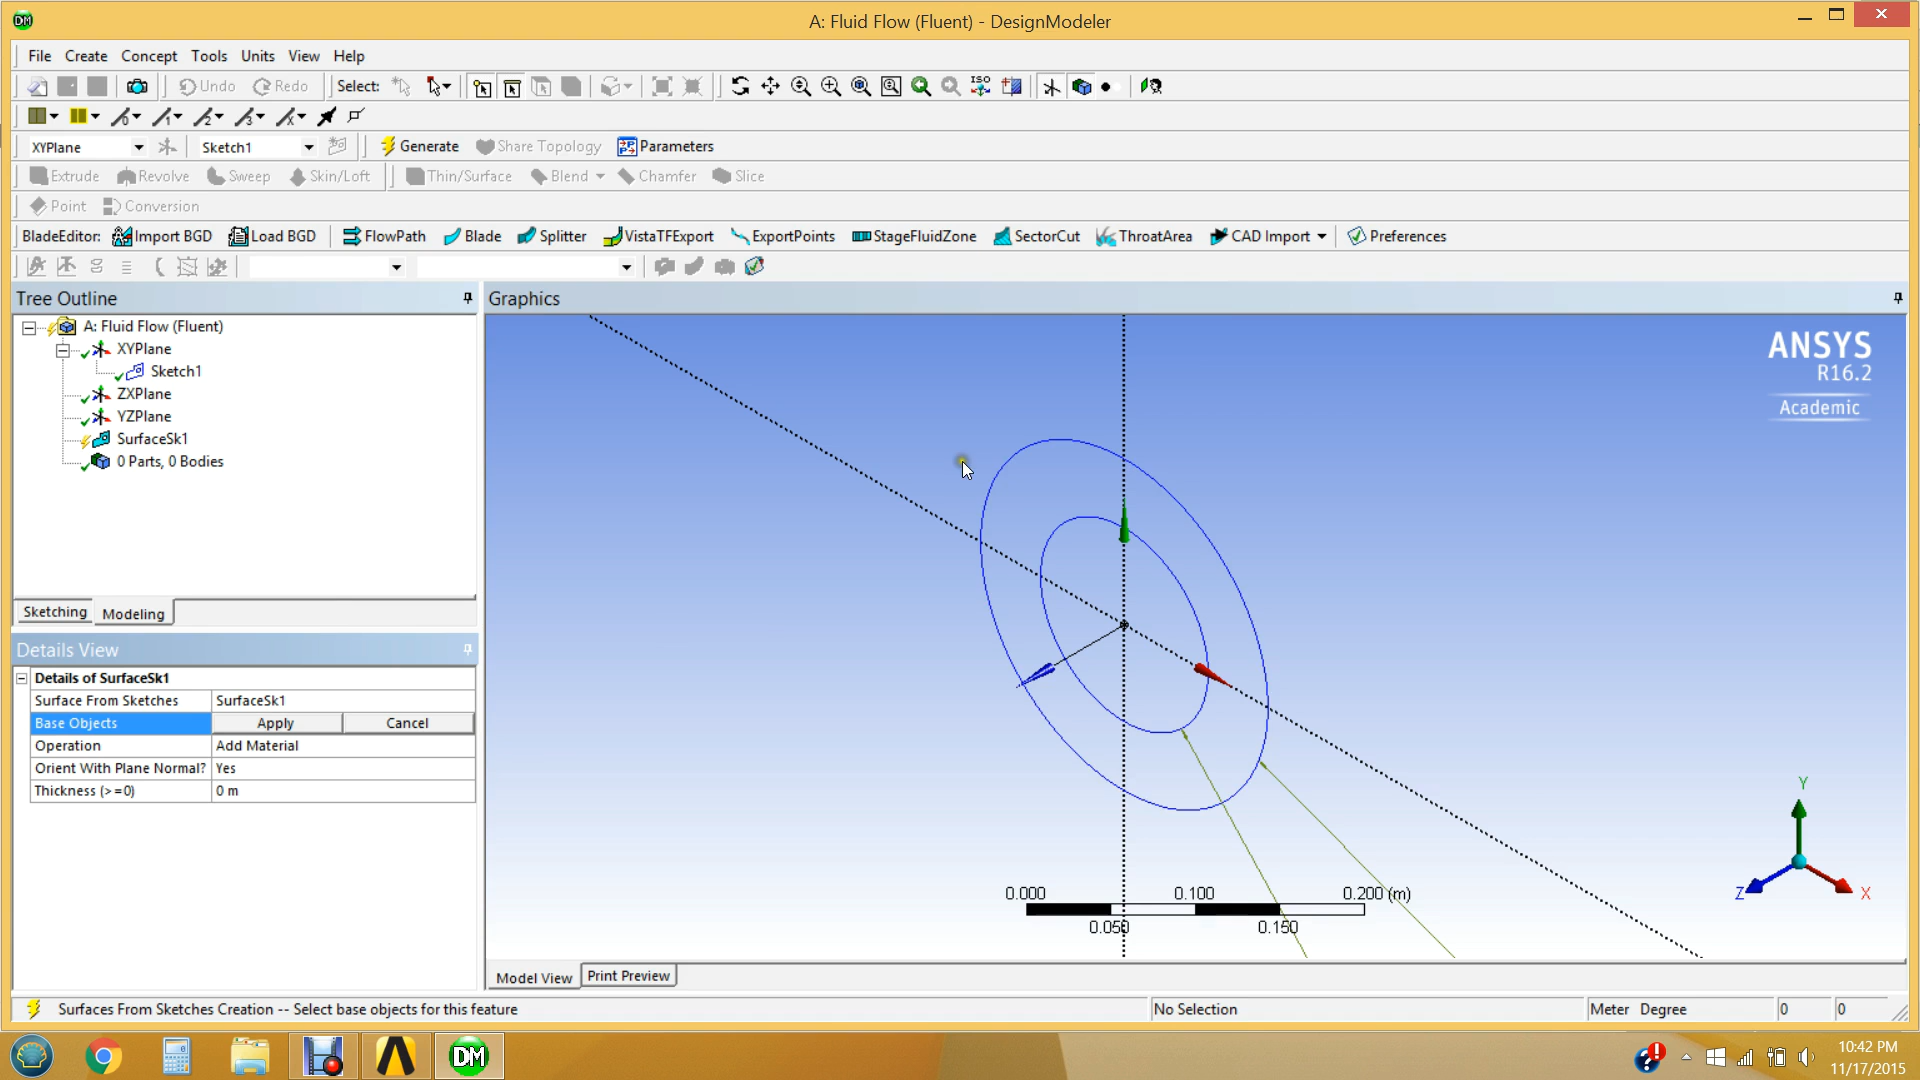 DM
A: Fluid Flow (Fluent) - DesignModeler
File Create Concept Tools Units View Help
Undo Redo Select: ISO
XYPlane Sketch1 Generate Share Topology Parameters
Extrude Revolve Sweep Skin/Loft Thin/Surface Blend Chamfer Slice
Point Conversion
BladeEditor: Import BGD Load BGD FlowPath Blade Splitter VistaTFExport ExportPoints StageFluidZone SectorCut ThroatArea CAD Import Preferences
Tree Outline
A: Fluid Flow (Fluent)
XYPlane
Sketch1
ZXPlane
YZPlane
SurfaceSk1
0 Parts, 0 Bodies
Sketching Modeling
Details View
Details of SurfaceSk1
Surface From Sketches SurfaceSk1
Base Objects Apply Cancel
Operation Add Material
Orient With Plane Normal? Yes
Thickness (>=0) 0 m
Graphics
ANSYS
R16.2
Academic
0.000 0.100 0.200 (m)
0.050 0.150
Y
Z X
Model View Print Preview
Surfaces From Sketches Creation -- Select base objects for this feature No Selection Meter Degree 0 0
DM
10:42 PM
11/17/2015